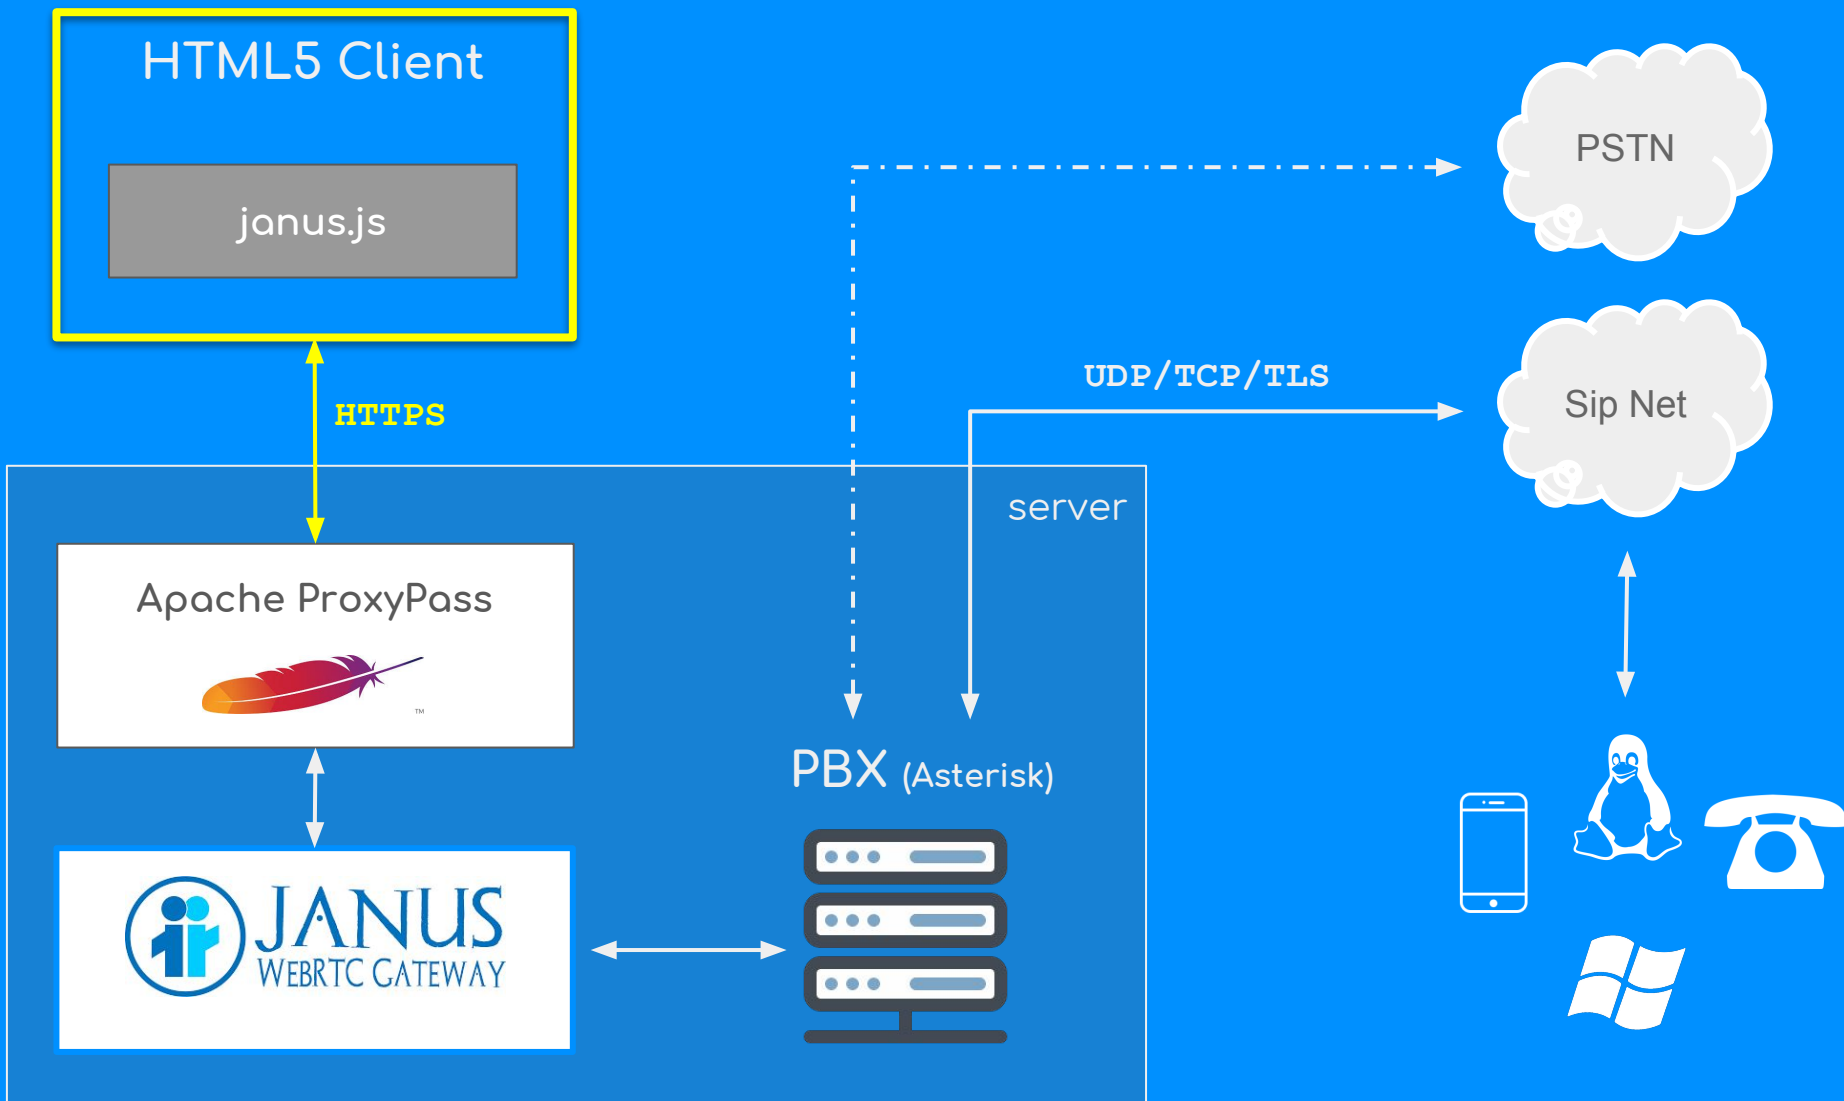 HTML5 Client
janus.js
HTTPS
PSTN
UDP/TCP/TLS
Sip Net
server
Apache ProxyPass
TM
PBX (Asterisk)
JANUS
WEBRTC GATEWAY